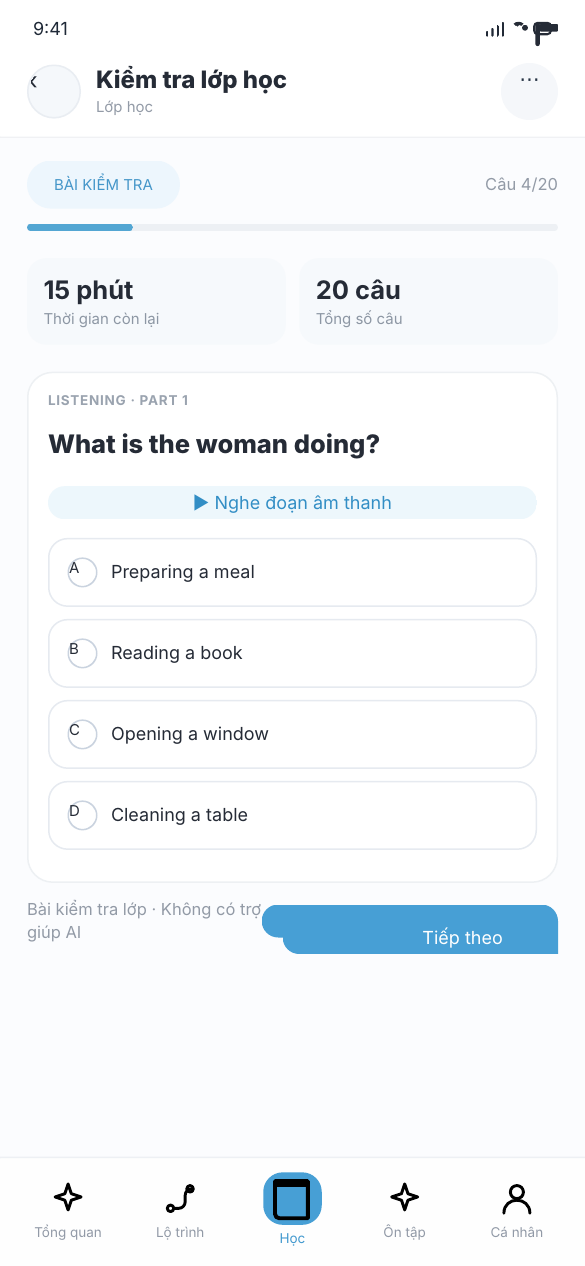 9:41
Kiểm tra lớp học
Lớp học
...
BÀI KIỂM TRA
Câu 4/20
15 phút
Thời gian còn lại
20 câu
Tổng số câu
LISTENING · PART 1
What is the woman doing?
▶ Nghe đoạn âm thanh
A Preparing a meal
B Reading a book
C Opening a window
D Cleaning a table
Bài kiểm tra lớp · Không có trợ
giúp AI
Tiếp theo
Tổng quan
Lộ trình
Học
Ôn tập
Cá nhân